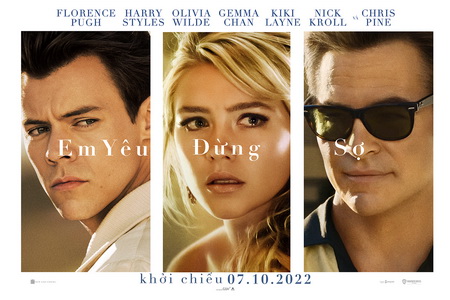 FLORENCE PUGH HARRY STYLES OLIVIA WILDE GEMMA CHAN KIKI LAYNE NICK KROLL VÀ CHRIS PINE
Em Yêu Đừng Sợ
khởi chiếu 07.10.2022